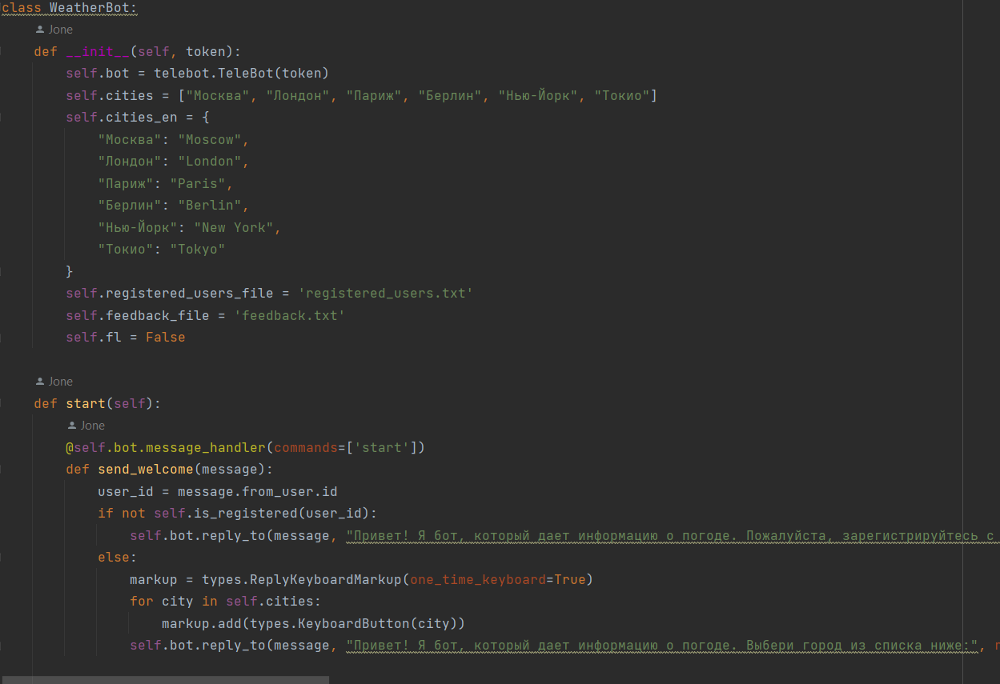 class WeatherBot:
Jone
def __init__(self, token):
self.bot = telebot.TeleBot(token)
self.cities = ["Москва", "Лондон", "Париж", "Берлин", "Нью-Йорк", "Токио"]
self.cities_en = {
"Москва": "Moscow",
"Лондон": "London",
"Париж": "Paris",
"Берлин": "Berlin",
"Нью-Йорк": "New York",
"Токио": "Tokyo"
}
self.registered_users_file = 'registered_users.txt'
self.feedback_file = 'feedback.txt'
self.fl = False
Jone
def start(self):
Jone
@self.bot.message_handler(commands=['start'])
def send_welcome(message):
user_id = message.from_user.id
if not self.is_registered(user_id):
self.bot.reply_to(message, "Привет! Я бот, который дает информацию о погоде. Пожалуйста, зарегистрируйтесь с
else:
markup = types.ReplyKeyboardMarkup(one_time_keyboard=True)
for city in self.cities:
markup.add(types.KeyboardButton(city))
self.bot.reply_to(message, "Привет! Я бот, который дает информацию о погоде. Выбери город из списка ниже:",